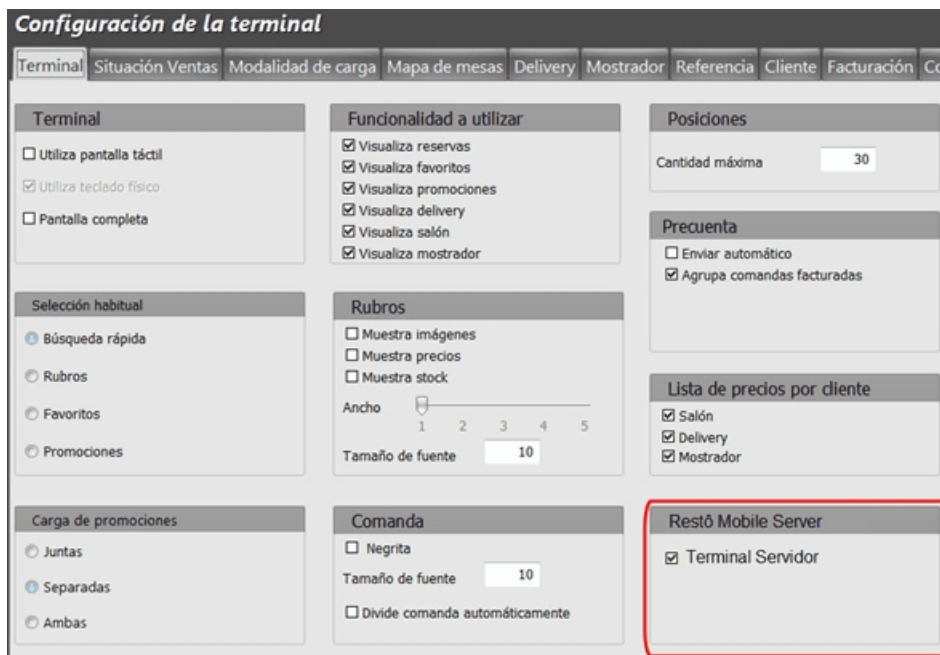 Configuración de la terminal
Terminal Situación Ventas Modalidad de carga Mapa de mesas Delivery Mostrador Referencia Cliente Facturación Co
Terminal
Utiliza pantalla táctil
Utiliza teclado físico
Pantalla completa
Funcionalidad a utilizar
Visualiza reservas
Visualiza favoritos
Visualiza promociones
Visualiza delivery
Visualiza salón
Visualiza mostrador
Posiciones
Cantidad máxima 30
Precuenta
Enviar automático
Agrupa comandas facturadas
Selección habitual
Búsqueda rápida
Rubros
Favoritos
Promociones
Rubros
Muestra imágenes
Muestra precios
Muestra stock
Ancho
1 2 3 4 5
Tamaño de fuente 10
Lista de precios por cliente
Salón
Delivery
Mostrador
Carga de promociones
Juntas
Separadas
Ambas
Comanda
Negrita
Tamaño de fuente 10
Divide comanda automáticamente
Restô Mobile Server
Terminal Servidor